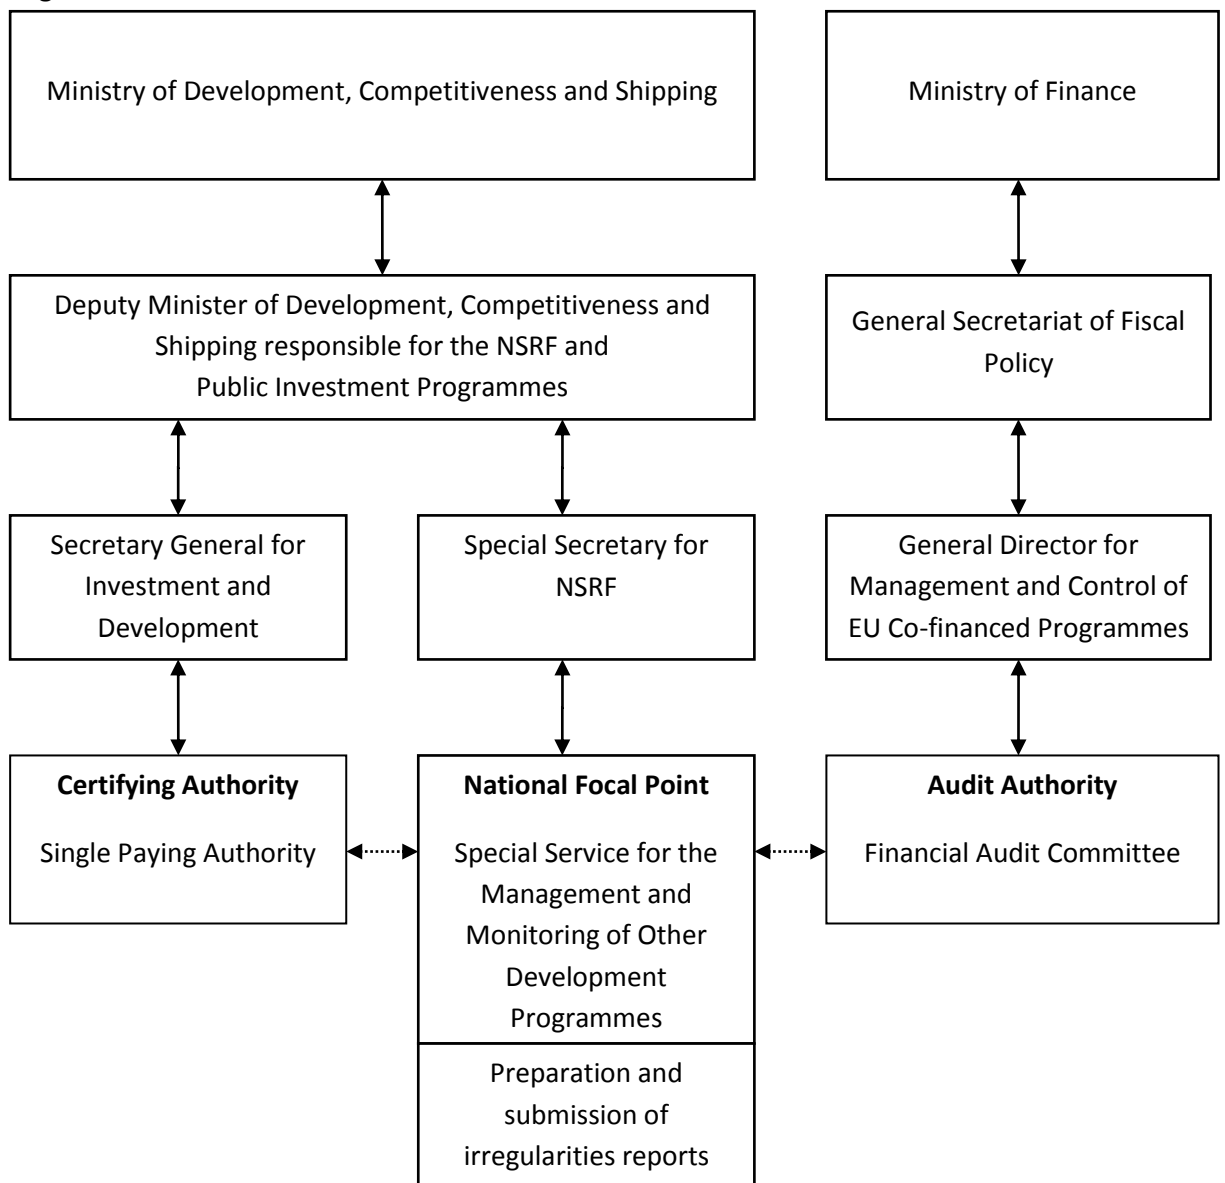 Ministry of Development, Competitiveness and Shipping
Ministry of Finance
Deputy Minister of Development, Competitiveness and
Shipping responsible for the NSRF and
Public Investment Programmes
General Secretariat of Fiscal
Policy
Secretary General for
Investment and
Development
Special Secretary for
NSRF
General Director for
Management and Control of
EU Co-financed Programmes
Certifying Authority
Single Paying Authority
National Focal Point
Special Service for the
Management and
Monitoring of Other
Development
Programmes
Preparation and
submission of
irregularities reports
Audit Authority
Financial Audit Committee